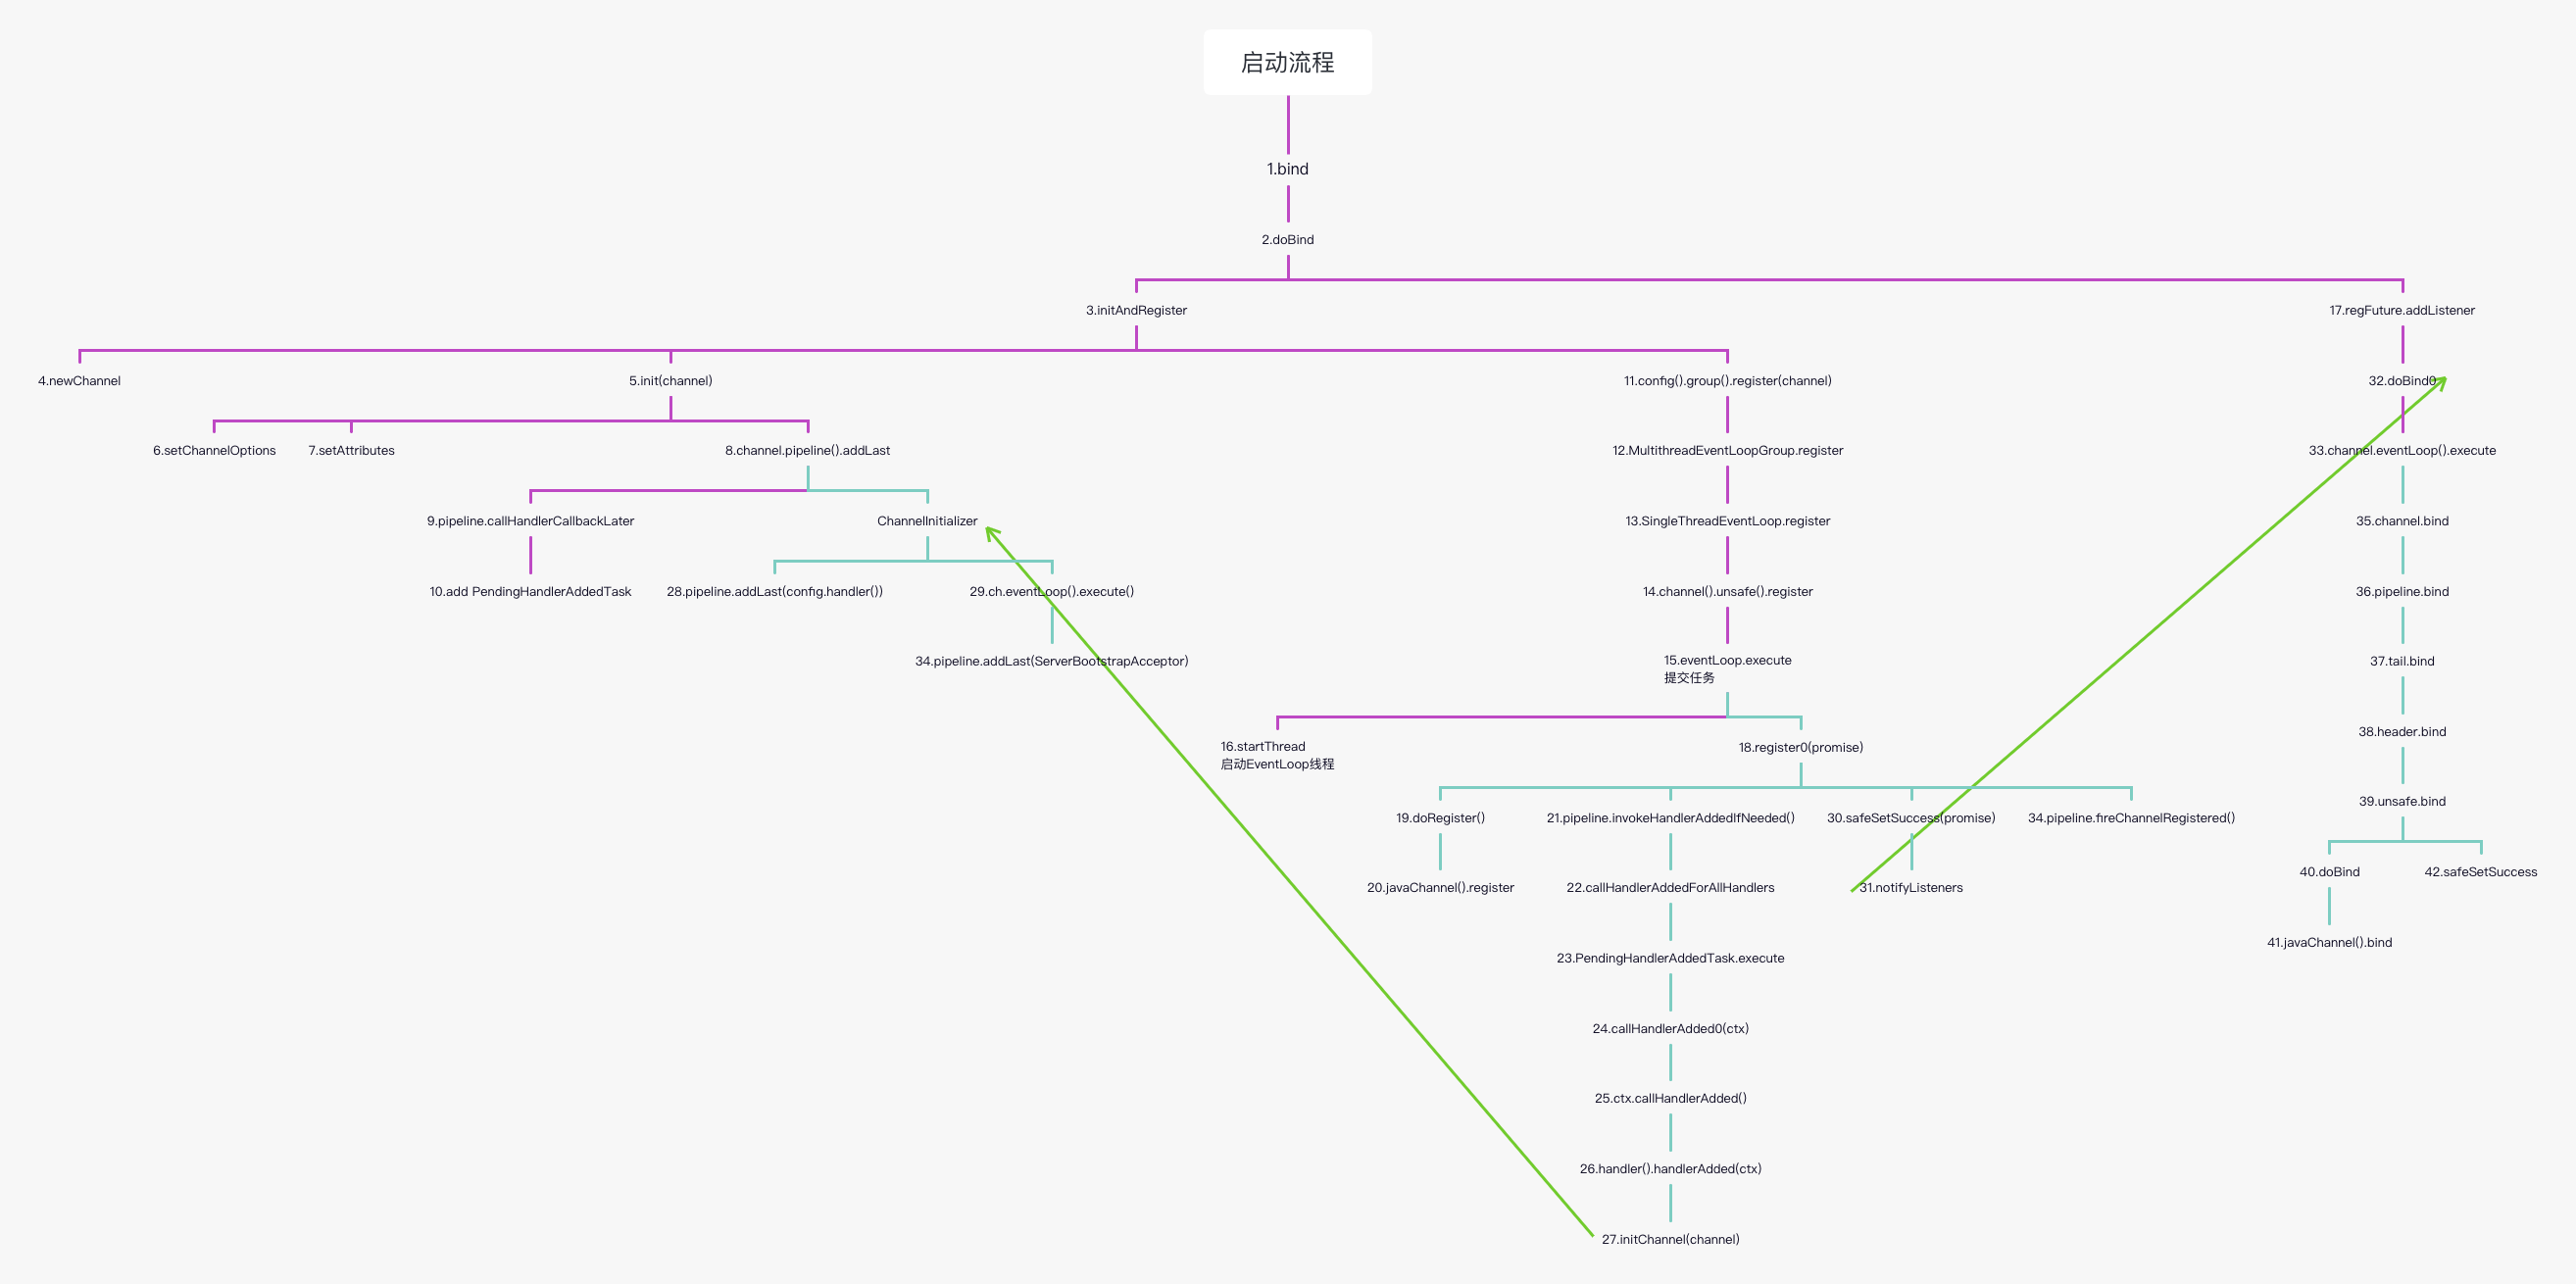 启动流程
1.bind
2.doBind
3.initAndRegister
17.regFuture.addListener
4.newChannel
5.init(channel)
11.config().group().register(channel)
32.doBind0
6.setChannelOptions
7.setAttributes
8.channel.pipeline().addLast
12.MultithreadEventLoopGroup.register
33.channel.eventLoop().execute
9.pipeline.callHandlerCallbackLater
ChannelInitializer
13.SingleThreadEventLoop.register
35.channel.bind
10.add PendingHandlerAddedTask
28.pipeline.addLast(config.handler())
29.ch.eventLoop().execute()
14.channel().unsafe().register
36.pipeline.bind
34.pipeline.addLast(ServerBootstrapAcceptor)
15.eventLoop.execute
提交任务
37.tail.bind
38.header.bind
16.startThread
启动EventLoop线程
18.register0(promise)
39.unsafe.bind
19.doRegister()
21.pipeline.invokeHandlerAddedIfNeeded()
30.safeSetSuccess(promise)
34.pipeline.fireChannelRegistered()
40.doBind
42.safeSetSuccess
20.javaChannel().register
22.callHandlerAddedForAllHandlers
31.notifyListeners
41.javaChannel().bind
23.PendingHandlerAddedTask.execute
24.callHandlerAdded0(ctx)
25.ctx.callHandlerAdded()
26.handler().handlerAdded(ctx)
27.initChannel(channel)